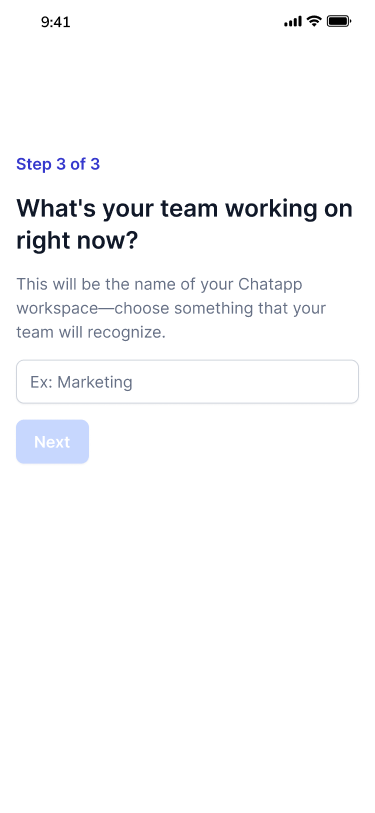 9:41
Step 3 of 3
What's your team working on
right now?
This will be the name of your Chatapp
workspace—choose something that your
team will recognize.
Ex: Marketing
Next